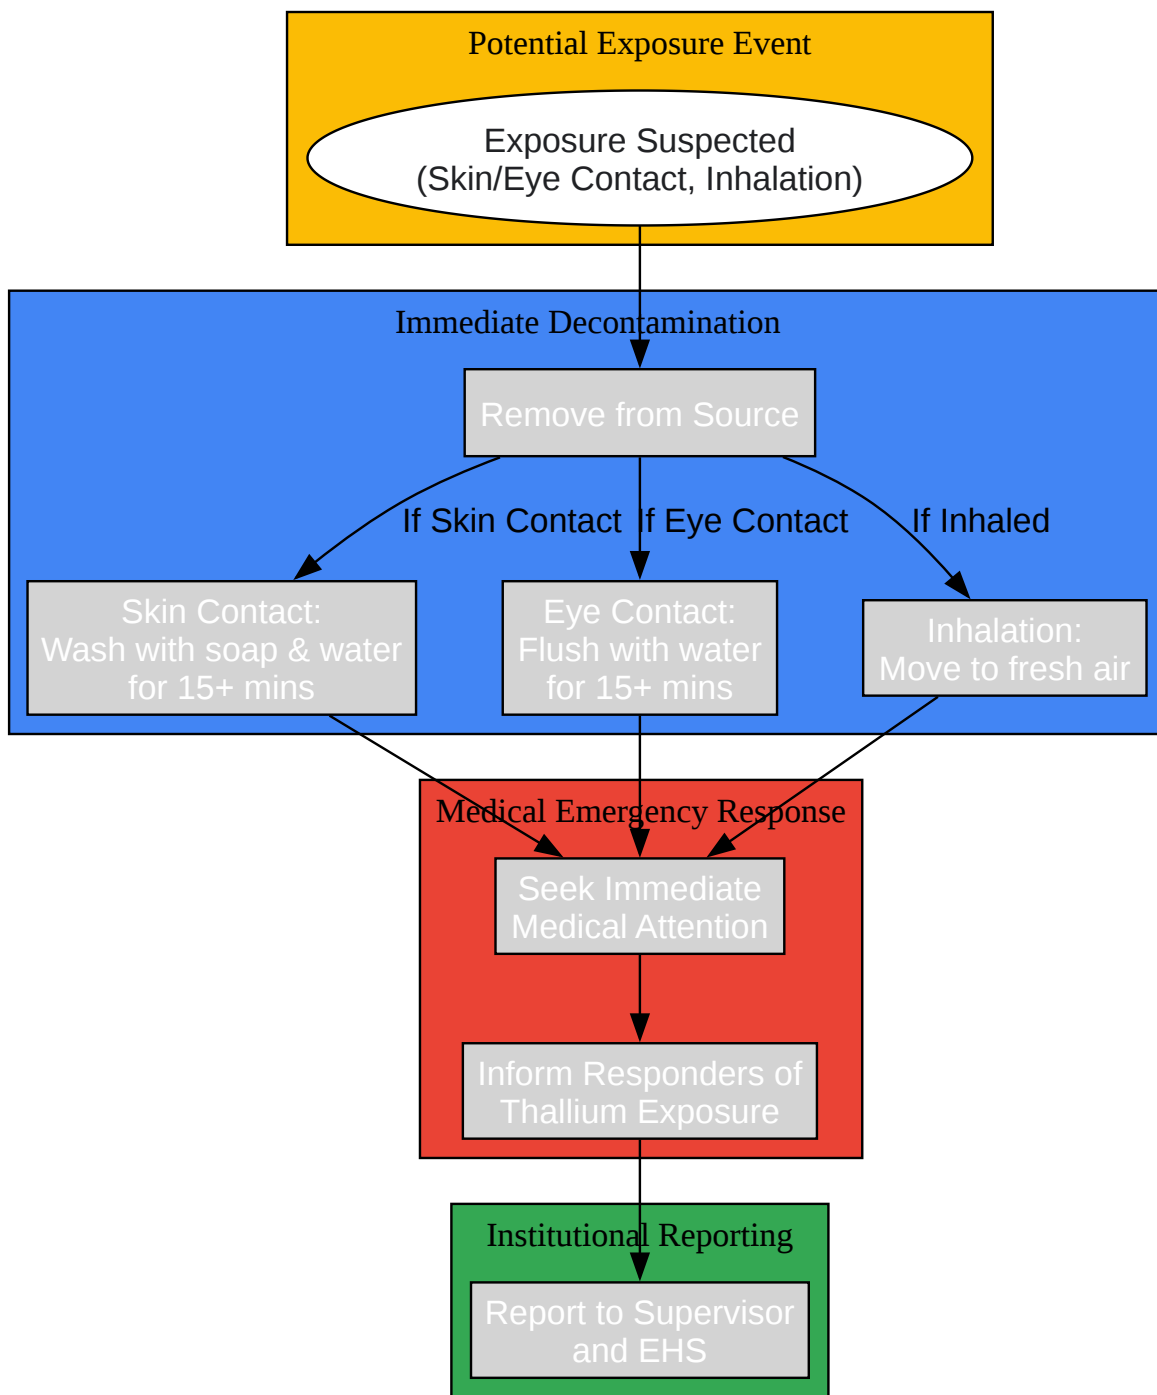 Potential Exposure Event
Exposure Suspected
(Skin/Eye Contact, Inhalation)
Immediate Decontamination
Remove from Source
If Skin Contact
If Eye Contact
If Inhaled
Skin Contact:
Wash with soap & water
for 15+ mins
Eye Contact:
Flush with water
for 15+ mins
Inhalation:
Move to fresh air
Medical Emergency Response
Seek Immediate
Medical Attention
Inform Responders of
Thallium Exposure
Institutional Reporting
Report to Supervisor
and EHS